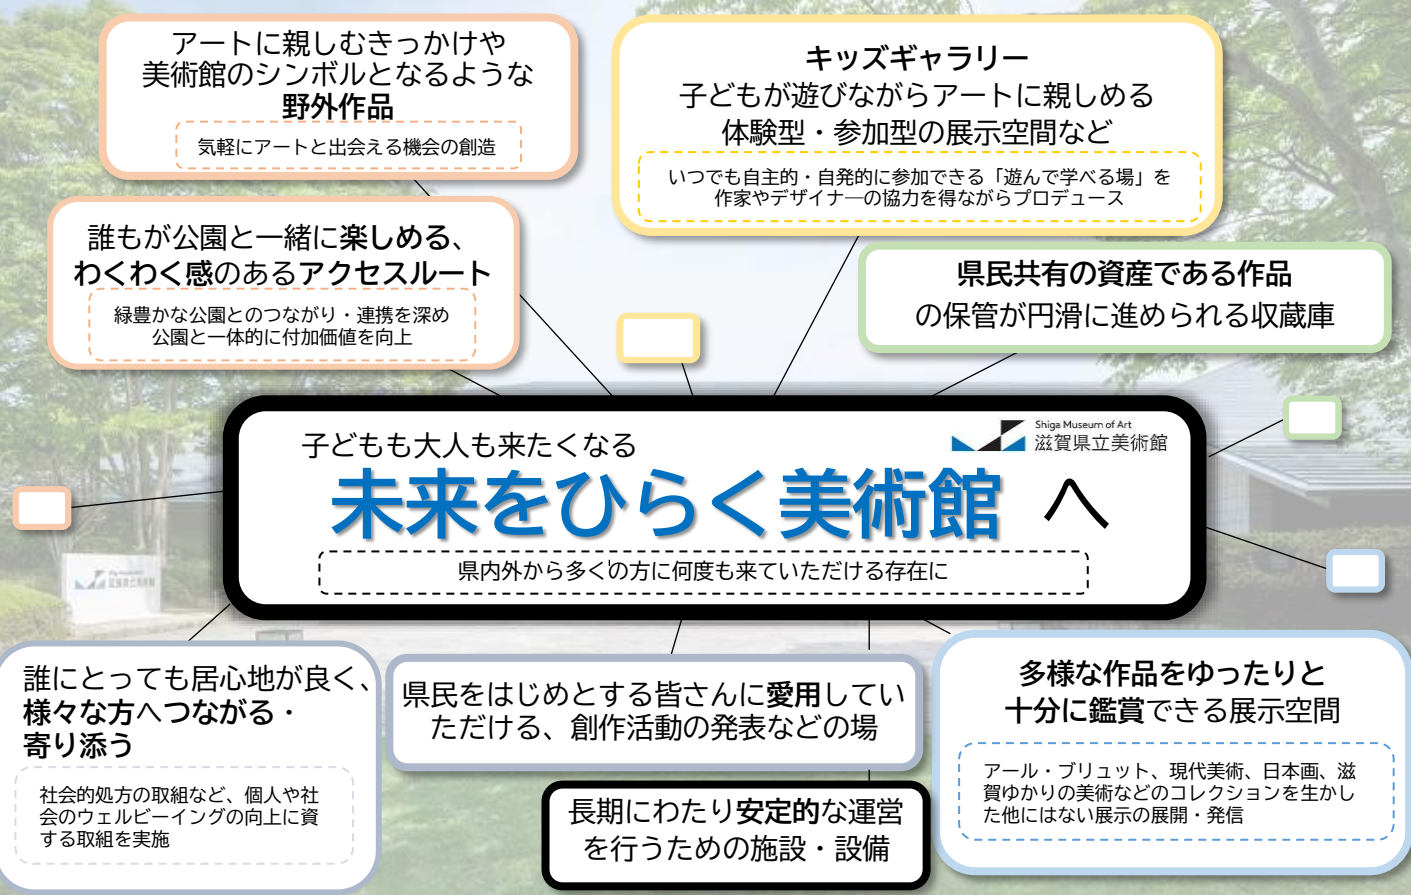 アートに親しむきっかけや
美術館のシンボルとなるような
野外作品
気軽にアートと出会える機会の創造
キッズギャラリー
子どもが遊びながらアートに親しめる
体験型・参加型の展示空間など
いつでも自主的・自発的に参加できる「遊んで学べる場」を
作家やデザイナ―の協力を得ながらプロデュース
誰もが公園と一緒に楽しめる、
わくわく感のあるアクセスルート
緑豊かな公園とのつながり・連携を深め
公園と一体的に付加価値を向上
県民共有の資産である作品
の保管が円滑に進められる収蔵庫
子どもも大人も来たくなる
Shiga Museum of Art
滋賀県立美術館
未来をひらく美術館 へ
県内外から多くの方に何度も来ていただける存在に
誰にとっても居心地が良く、
様々な方へつながる・
寄り添う
社会的処方の取組など、個人や社
会のウェルビーイングの向上に資
する取組を実施
県民をはじめとする皆さんに愛用してい
ただける、創作活動の発表などの場
長期にわたり安定的な運営
を行うための施設・設備
多様な作品をゆったりと
十分に鑑賞できる展示空間
アール・ブリュット、現代美術、日本画、滋
賀ゆかりの美術などのコレクションを生かし
た他にはない展示の展開・発信